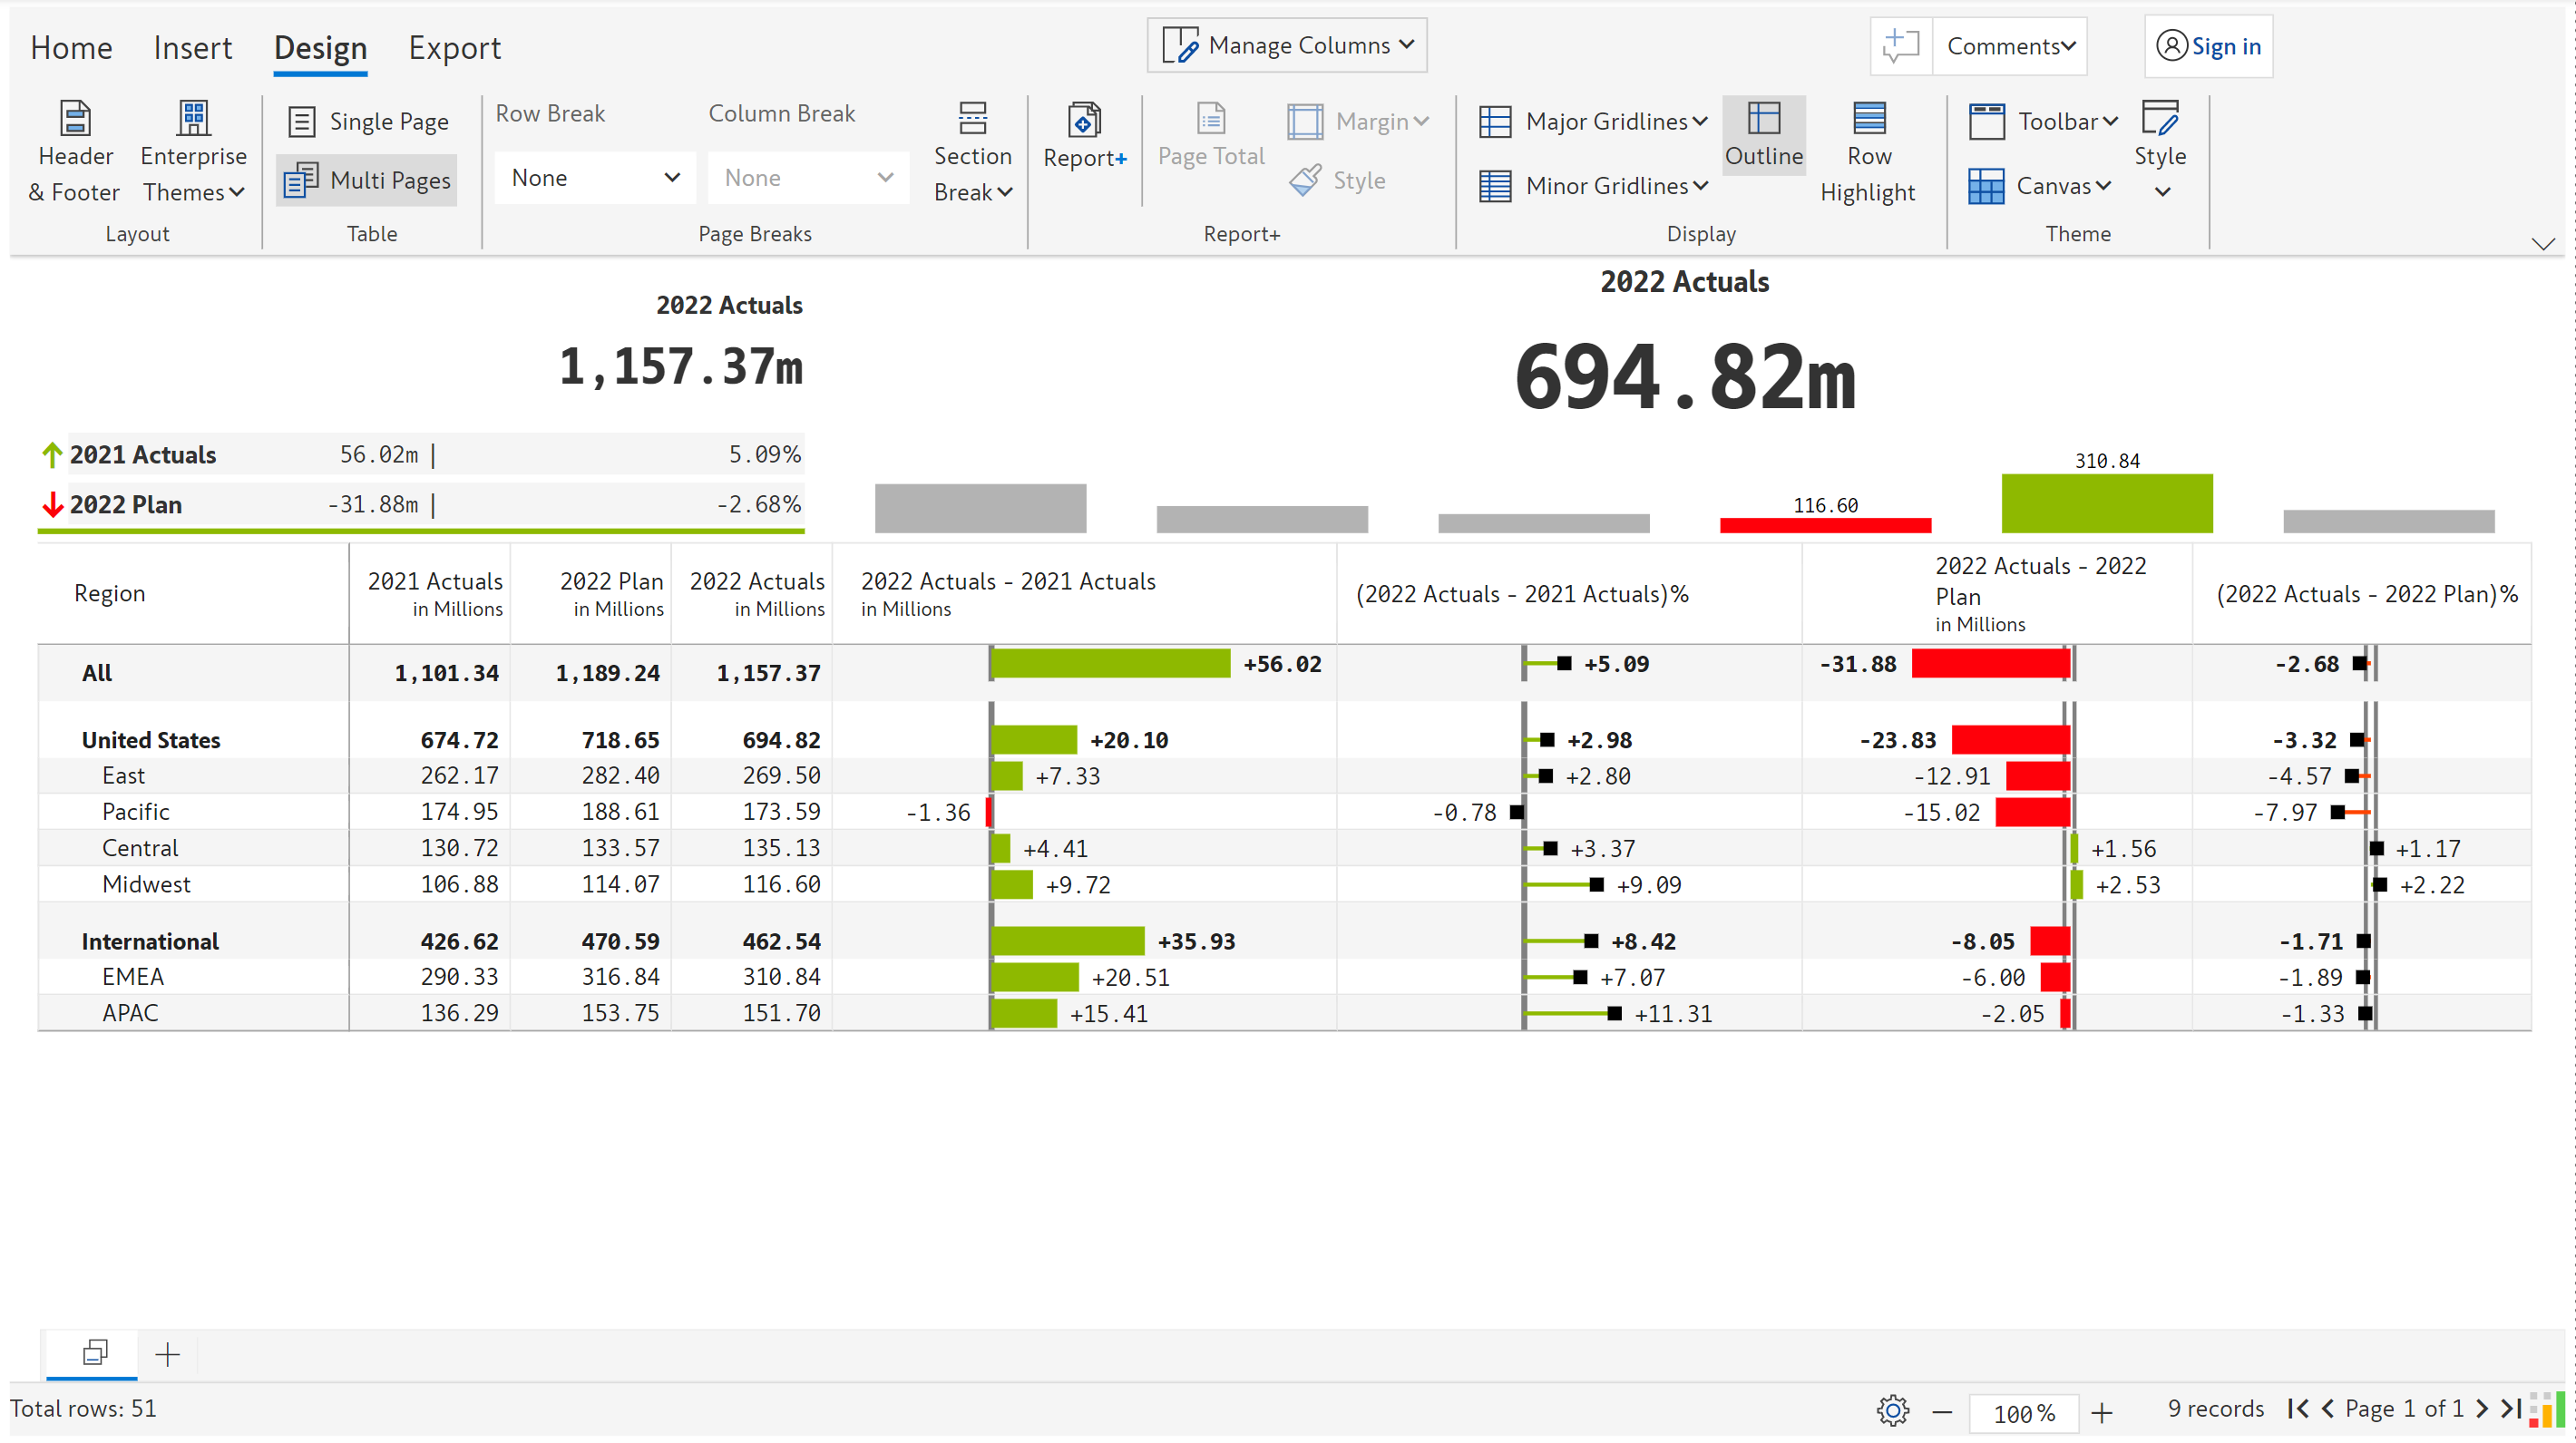 Home Insert Design Export Manage Columns Comments Sign in
Header & Footer
Enterprise Themes
Layout
Single Page
Multi Pages
Table
Row Break Column Break
None None
Section Break
Page Breaks
Report+
Page Total
Margin
Style
Report+
Major Gridlines
Minor Gridlines
Outline
Row Highlight
Display
Toolbar
Canvas
Style
Theme
2022 Actuals
1,157.37m
2022 Actuals
694.82m
2021 Actuals 56.02m | 5.09%
2022 Plan -31.88m | -2.68%
116.60
310.84
Region
2021 Actuals in Millions
2022 Plan in Millions
2022 Actuals in Millions
2022 Actuals - 2021 Actuals in Millions
(2022 Actuals - 2021 Actuals)%
2022 Actuals - 2022 Plan in Millions
(2022 Actuals - 2022 Plan)%
All 1,101.34 1,189.24 1,157.37 +56.02 +5.09 -31.88 -2.68
United States 674.72 718.65 694.82 +20.10 +2.98 -23.83 -3.32
East 262.17 282.40 269.50 +7.33 +2.80 -12.91 -4.57
Pacific 174.95 188.61 173.59 -1.36 -0.78 -15.02 -7.97
Central 130.72 133.57 135.13 +4.41 +3.37 +1.56 +1.17
Midwest 106.88 114.07 116.60 +9.72 +9.09 +2.53 +2.22
International 426.62 470.59 462.54 +35.93 +8.42 -8.05 -1.71
EMEA 290.33 316.84 310.84 +20.51 +7.07 -6.00 -1.89
APAC 136.29 153.75 151.70 +15.41 +11.31 -2.05 -1.33
Total rows: 51
100%
9 records
Page 1 of 1